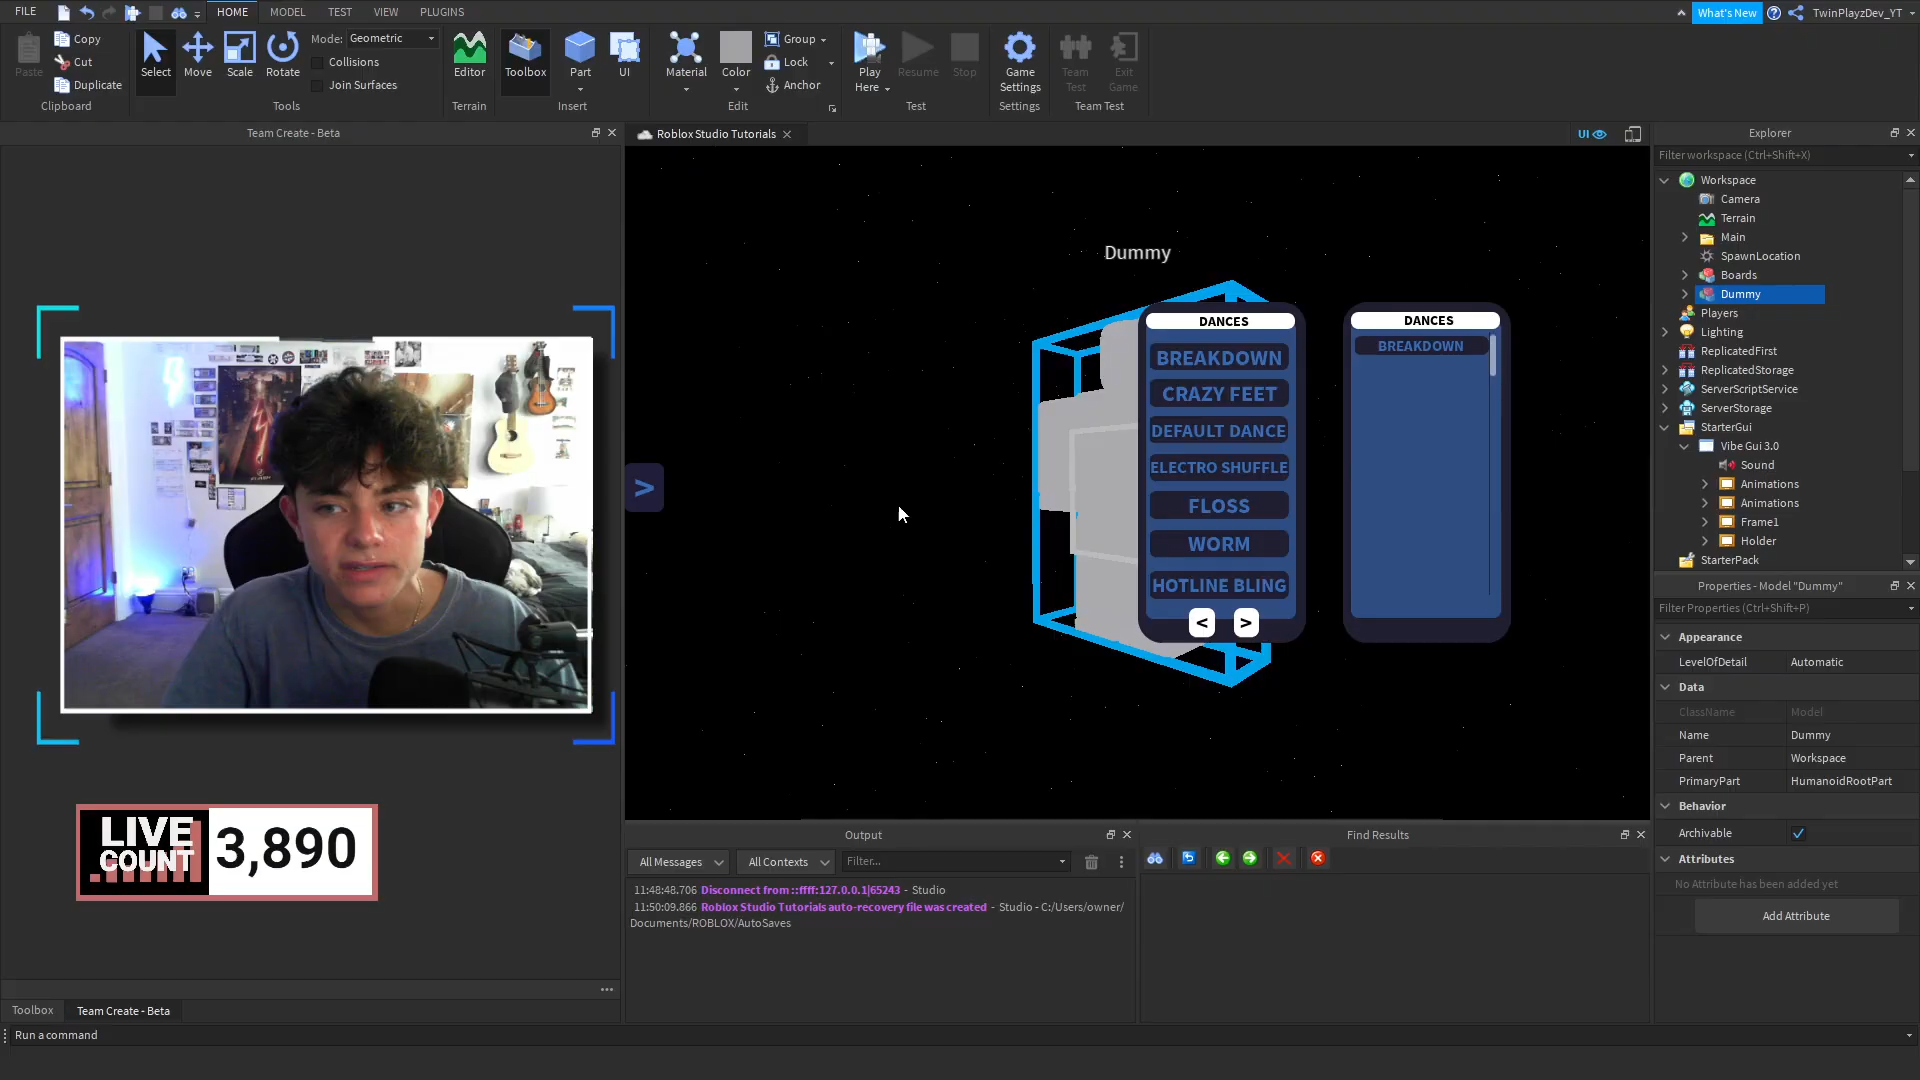 FILE
HOME
MODEL
TEST
VIEW
PLUGINS
What's New
TwinPlayzDev_YT
Paste
Copy
Cut
Duplicate
Clipboard
Select
Move
Scale
Rotate
Mode: Geometric
Collisions
Join Surfaces
Tools
Editor
Terrain
Toolbox
Part
UI
Insert
Material
Color
Group
Lock
Anchor
Edit
Play
Here
Resume
Stop
Test
Game
Settings
Settings
Team
Test
Exit
Game
Team Test
Team Create - Beta
Roblox Studio Tutorials
UI
Explorer
Filter workspace (Ctrl+Shift+X)
Workspace
Camera
Terrain
Main
SpawnLocation
Boards
Dummy
Players
Lighting
ReplicatedFirst
ReplicatedStorage
ServerScriptService
ServerStorage
StarterGui
Vibe Gui 3.0
Sound
Animations
Animations
Frame1
Holder
StarterPack
Dummy
>
DANCES
BREAKDOWN
CRAZY FEET
DEFAULT DANCE
ELECTRO SHUFFLE
FLOSS
WORM
HOTLINE BLING
< >
DANCES
BREAKDOWN
Properties - Model "Dummy"
Filter Properties (Ctrl+Shift+P)
Appearance
LevelOfDetail Automatic
Data
ClassName Model
Name Dummy
Parent Workspace
PrimaryPart HumanoidRootPart
Behavior
Archivable
Attributes
No Attribute has been added yet
Add Attribute
LIVE
COUNT
3,890
Output
All Messages
All Contexts
Filter...
11:48:48.706 Disconnect from ::ffff:127.0.0.1|65243 - Studio
11:50:09.866 Roblox Studio Tutorials auto-recovery file was created - Studio - C:/Users/owner/
Documents/ROBLOX/AutoSaves
Find Results
Toolbox
Team Create - Beta
Run a command